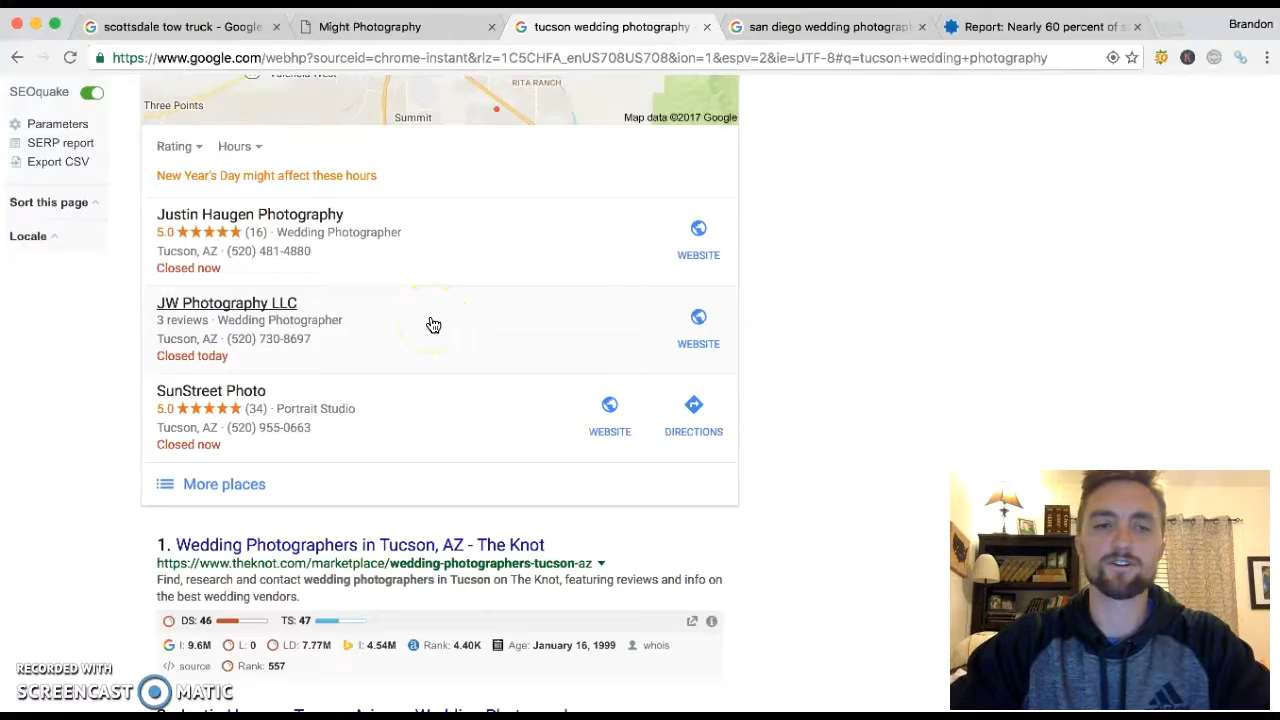 scottsdale tow truck - Google
Might Photography
tucson wedding photography -
san diego wedding photograph
Report: Nearly 60 percent of s
Brandon
https://www.google.com/webhp?sourceid=chrome-instant&rlz=1C5CHFA_enUS708US708&ion=1&espv=2&ie=UTF-8#q=tucson+wedding+photography
SEOquake
Parameters
SERP report
Export CSV
Sort this page
Locale
RITA RANCH
Three Points
Summit
Map data ©2017 Google
Rating
Hours
New Year's Day might affect these hours
Justin Haugen Photography
5.0 ★★★★★ (16) · Wedding Photographer
Tucson, AZ · (520) 481-4880
Closed now
WEBSITE
JW Photography LLC
3 reviews · Wedding Photographer
Tucson, AZ · (520) 730-8697
Closed today
WEBSITE
SunStreet Photo
5.0 ★★★★★ (34) · Portrait Studio
Tucson, AZ · (520) 955-0663
Closed now
WEBSITE
DIRECTIONS
More places
1. Wedding Photographers in Tucson, AZ - The Knot
https://www.theknot.com/marketplace/wedding-photographers-tucson-az
Find, research and contact wedding photographers in Tucson on The Knot, featuring reviews and info on
the best wedding vendors.
DS: 46 TS: 47
I: 9.6M L: 0 LD: 7.77M I: 4.54M Rank: 4.40K Age: January 16, 1999 whois
</> source Rank: 557
RECORDED WITH
SCREENCAST MATIC